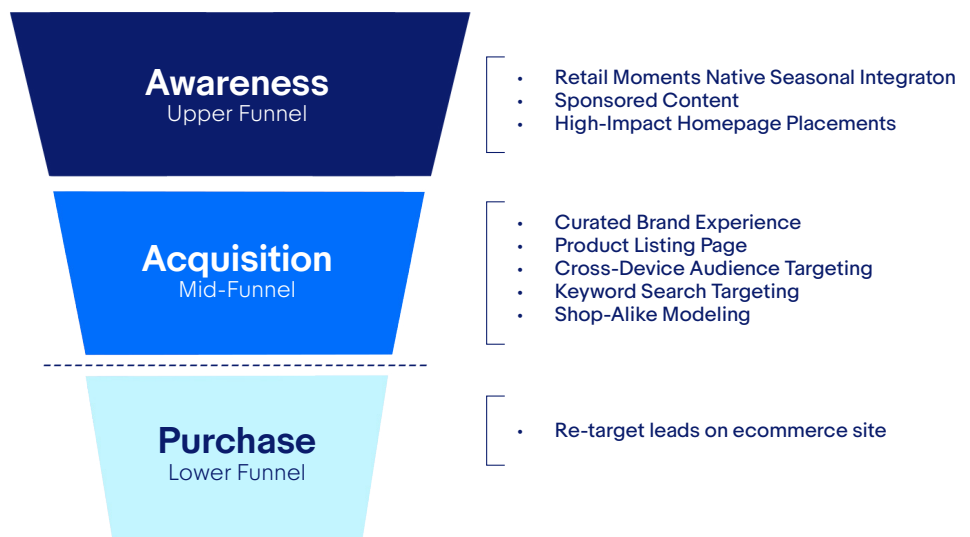 Awareness
Upper Funnel
• Retail Moments Native Seasonal Integraton
• Sponsored Content
• High-Impact Homepage Placements
Acquisition
Mid-Funnel
• Curated Brand Experience
• Product Listing Page
• Cross-Device Audience Targeting
• Keyword Search Targeting
• Shop-Alike Modeling
Purchase
Lower Funnel
• Re-target leads on ecommerce site